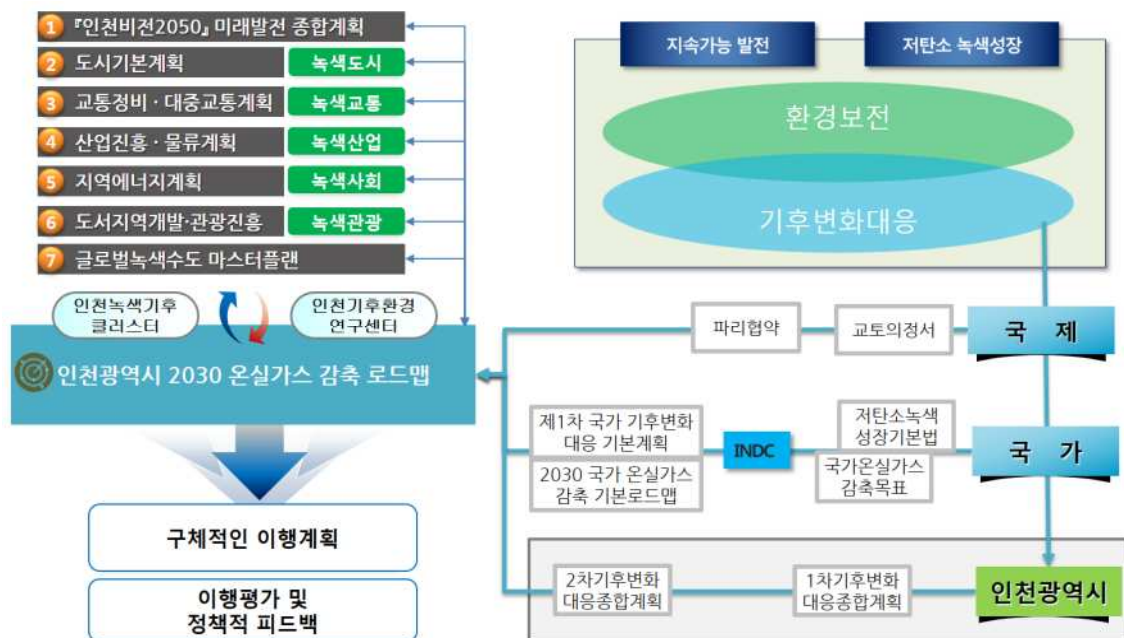 1 『인천비전2050』 미래발전 종합계획
2 도시기본계획 녹색도시
3 교통정비 · 대중교통계획 녹색교통
4 산업진흥 · 물류계획 녹색산업
5 지역에너지계획 녹색사회
6 도서지역개발·관광진흥 녹색관광
7 글로벌녹색수도 마스터플랜
인천녹색기후
클러스터
인천기후환경
연구센터
인천광역시 2030 온실가스 감축 로드맵
구체적인 이행계획
이행평가 및
정책적 피드백
지속가능 발전
저탄소 녹색성장
환경보전
기후변화대응
파리협약
교토의정서
국 제
제1차 국가 기후변화
대응 기본계획
2030 국가 온실가스
감축 기본로드맵
INDC
저탄소녹색
성장기본법
국가온실가스
감축목표
국 가
2차기후변화
대응종합계획
1차기후변화
대응종합계획
인천광역시